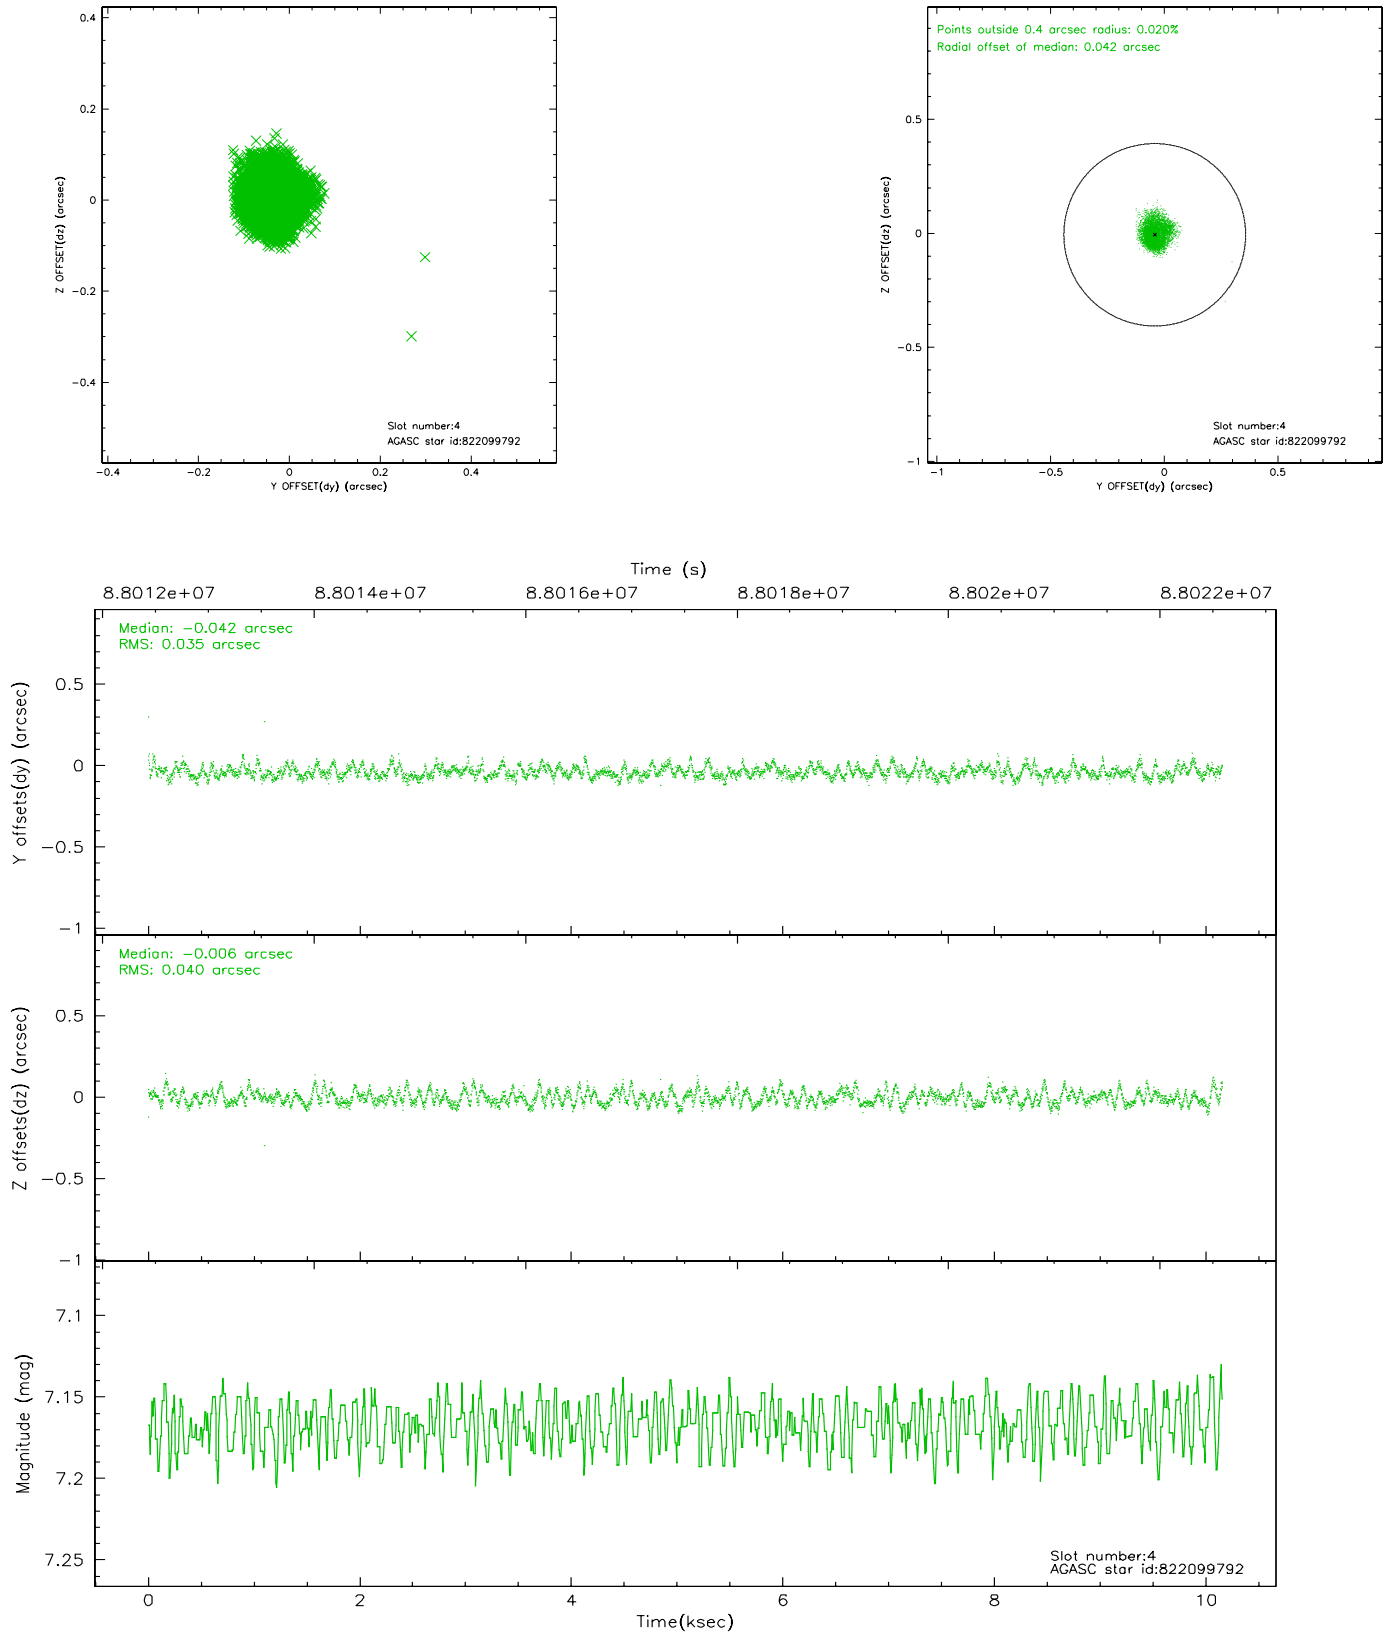 0.4
0.2
0
−0.2
−0.4
Z OFFSET(dz) (arcsec)
Slot number:4
AGASC star id:822099792
−0.4 −0.2 0 0.2 0.4
Y OFFSET(dy) (arcsec)
Points outside 0.4 arcsec radius: 0.020%
Radial offset of median: 0.042 arcsec
0.5
0
−0.5
−1
Z OFFSET(dz) (arcsec)
Slot number:4
AGASC star id:822099792
−1 −0.5 0 0.5
Y OFFSET(dy) (arcsec)
Time (s)
8.8012e+07 8.8014e+07 8.8016e+07 8.8018e+07 8.802e+07 8.8022e+07
Median: −0.042 arcsec
RMS: 0.035 arcsec
0.5
0
−0.5
−1
Y offsets(dy) (arcsec)
Median: −0.006 arcsec
RMS: 0.040 arcsec
0.5
0
−0.5
−1
Z offsets(dz) (arcsec)
7.1
7.15
7.2
7.25
Magnitude (mag)
Slot number:4
AGASC star id:822099792
0 2 4 6 8 10
Time(ksec)